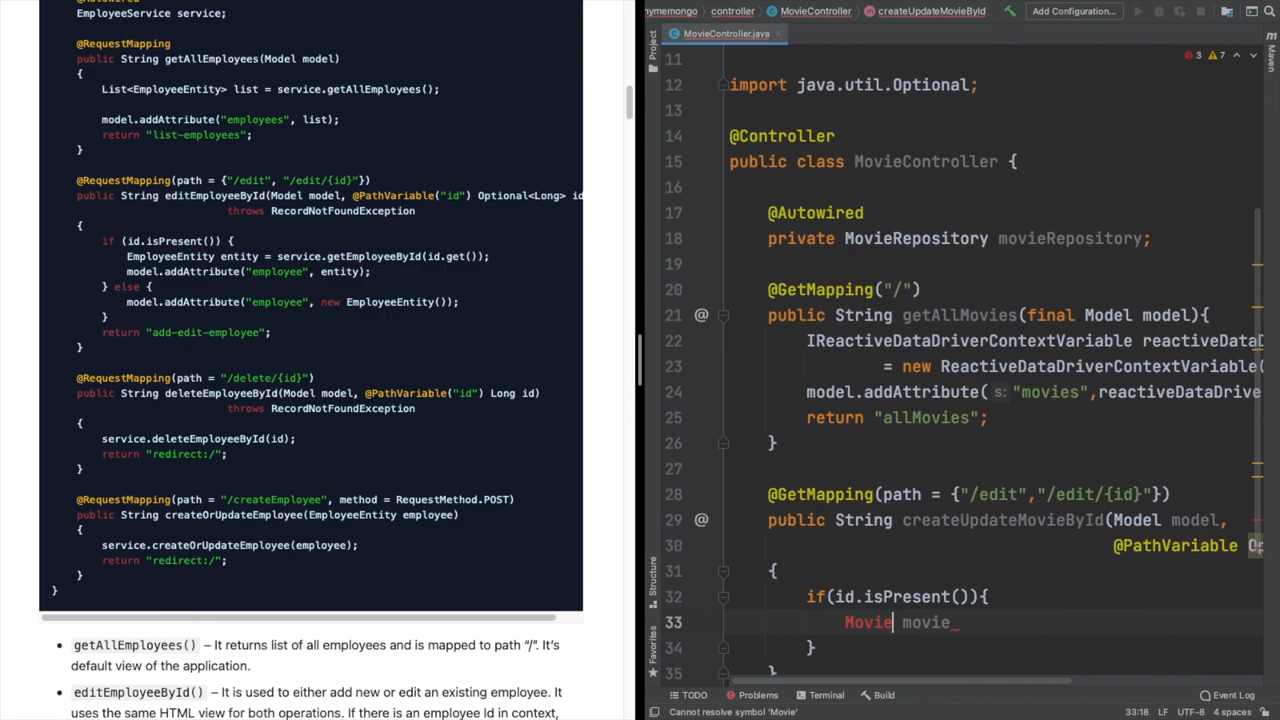 EmployeeService service;
@RequestMapping
public String getAllEmployees(Model model)
{
List<EmployeeEntity> list = service.getAllEmployees();
model.addAttribute("employees", list);
return "list-employees";
}
@RequestMapping(path = {"/edit", "/edit/{id}"})
public String editEmployeeById(Model model, @PathVariable("id") Optional<Long> id
throws RecordNotFoundException
{
if (id.isPresent()) {
EmployeeEntity entity = service.getEmployeeById(id.get());
model.addAttribute("employee", entity);
} else {
model.addAttribute("employee", new EmployeeEntity());
}
return "add-edit-employee";
}
@RequestMapping(path = "/delete/{id}")
public String deleteEmployeeById(Model model, @PathVariable("id") Long id)
throws RecordNotFoundException
{
service.deleteEmployeeById(id);
return "redirect:/";
}
@RequestMapping(path = "/createEmployee", method = RequestMethod.POST)
public String createOrUpdateEmployee(EmployeeEntity employee)
{
service.createOrUpdateEmployee(employee);
return "redirect:/";
}
}
getAllEmployees() – It returns list of all employees and is mapped to path “/”. It’s
default view of the application.
editEmployeeById() – It is used to either add new or edit an existing employee. It
uses the same HTML view for both operations. If there is an employee Id in context,
nymemongo controller MovieController createUpdateMovieById Add Configuration...
MovieController.java
Project
Maven
3 7
11
12 import java.util.Optional;
13
14 @Controller
15 public class MovieController {
16
17 @Autowired
18 private MovieRepository movieRepository;
19
20 @GetMapping("/")
21 @ public String getAllMovies(final Model model){
22 IReactiveDataDriverContextVariable reactiveDataD
23 = new ReactiveDataDriverContextVariable(
24 model.addAttribute( s: "movies",reactiveDataDrive
25 return "allMovies";
26 }
27
28 @GetMapping(path = {"/edit","/edit/{id}"})
29 @ public String createUpdateMovieById(Model model,
30 @PathVariable Op
31 {
32 if(id.isPresent()){
33 Movie movie
34 }
35 }
Structure
Favorites
TODO Problems Terminal Build Event Log
Cannot resolve symbol 'Movie' 33:18 LF UTF-8 4 spaces